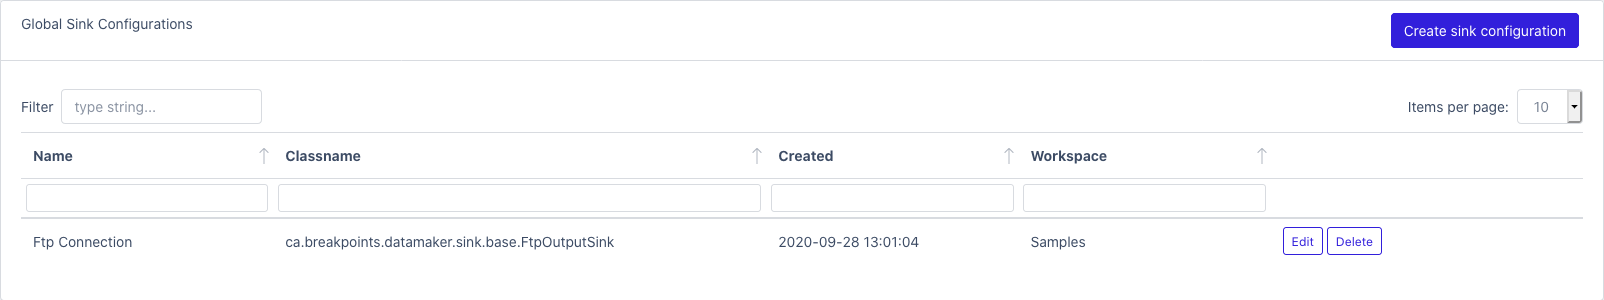 Global Sink Configurations
Create sink configuration
Filter type string... Items per page: 10
Name Classname Created Workspace
Ftp Connection ca.breakpoints.datamaker.sink.base.FtpOutputSink 2020-09-28 13:01:04 Samples Edit Delete